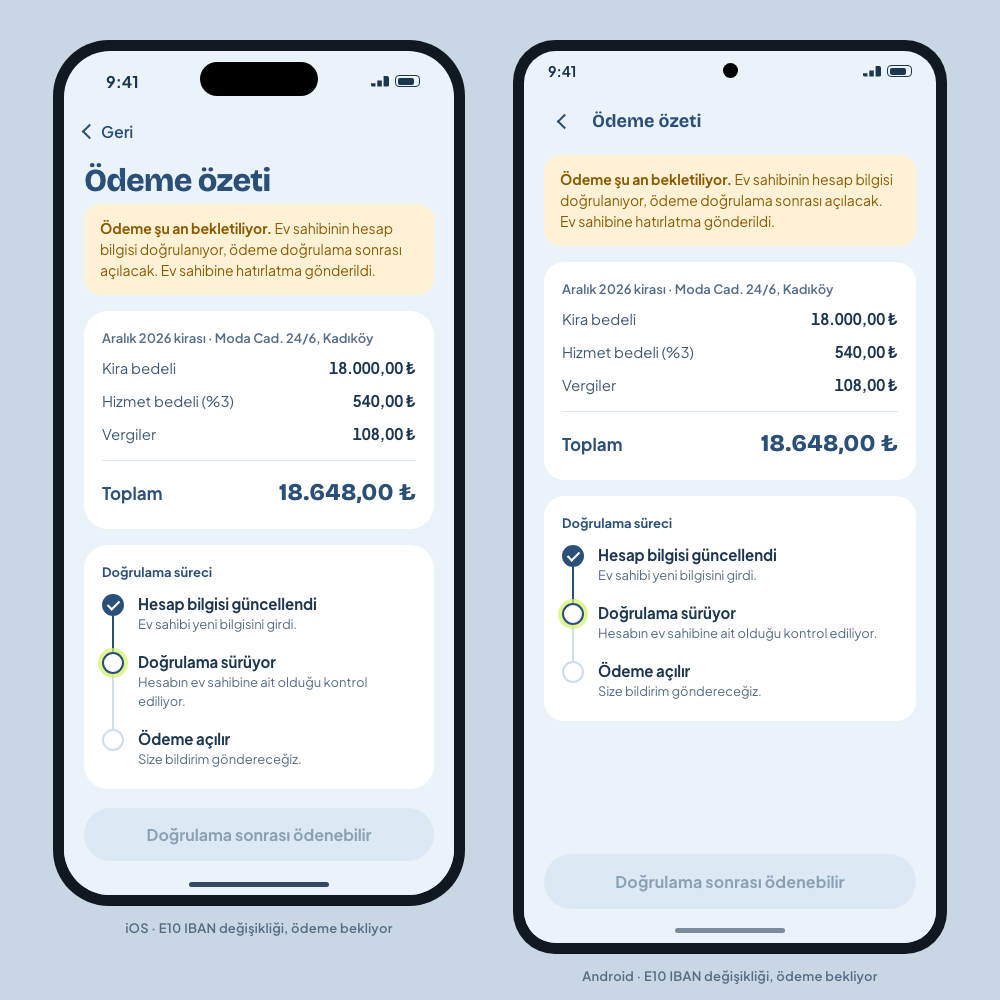 9:41
Geri
Ödeme özeti
Ödeme şu an bekletiliyor. Ev sahibinin hesap
bilgisi doğrulanıyor, ödeme doğrulama sonrası
açılacak. Ev sahibine hatırlatma gönderildi.
Aralık 2026 kirası · Moda Cad. 24/6, Kadıköy
Kira bedeli 18.000,00 ₺
Hizmet bedeli (%3) 540,00 ₺
Vergiler 108,00 ₺
Toplam 18.648,00 ₺
Doğrulama süreci
Hesap bilgisi güncellendi
Ev sahibi yeni bilgisini girdi.
Doğrulama sürüyor
Hesabın ev sahibine ait olduğu kontrol
ediliyor.
Ödeme açılır
Size bildirim göndereceğiz.
Doğrulama sonrası ödenebilir
iOS · E10 IBAN değişikliği, ödeme bekliyor
9:41
Ödeme özeti
Ödeme şu an bekletiliyor. Ev sahibinin hesap bilgisi
doğrulanıyor, ödeme doğrulama sonrası açılacak.
Ev sahibine hatırlatma gönderildi.
Aralık 2026 kirası · Moda Cad. 24/6, Kadıköy
Kira bedeli 18.000,00 ₺
Hizmet bedeli (%3) 540,00 ₺
Vergiler 108,00 ₺
Toplam 18.648,00 ₺
Doğrulama süreci
Hesap bilgisi güncellendi
Ev sahibi yeni bilgisini girdi.
Doğrulama sürüyor
Hesabın ev sahibine ait olduğu kontrol ediliyor.
Ödeme açılır
Size bildirim göndereceğiz.
Doğrulama sonrası ödenebilir
Android · E10 IBAN değişikliği, ödeme bekliyor